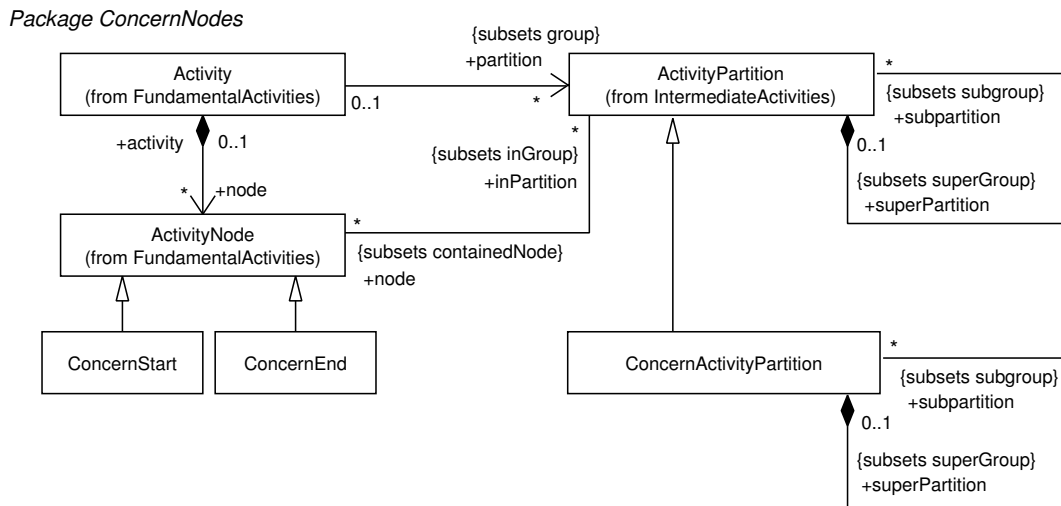 Package ConcernNodes
Activity
(from FundamentalActivities)
0..1
{subsets group}
+partition
*
ActivityPartition
(from IntermediateActivities)
*
{subsets subgroup}
+subpartition
0..1
{subsets superGroup}
+superPartition
+activity
0..1
*
+node
*
{subsets inGroup}
+inPartition
ActivityNode
(from FundamentalActivities)
*
{subsets containedNode}
+node
ConcernStart
ConcernEnd
ConcernActivityPartition
*
{subsets subgroup}
+subpartition
0..1
{subsets superGroup}
+superPartition